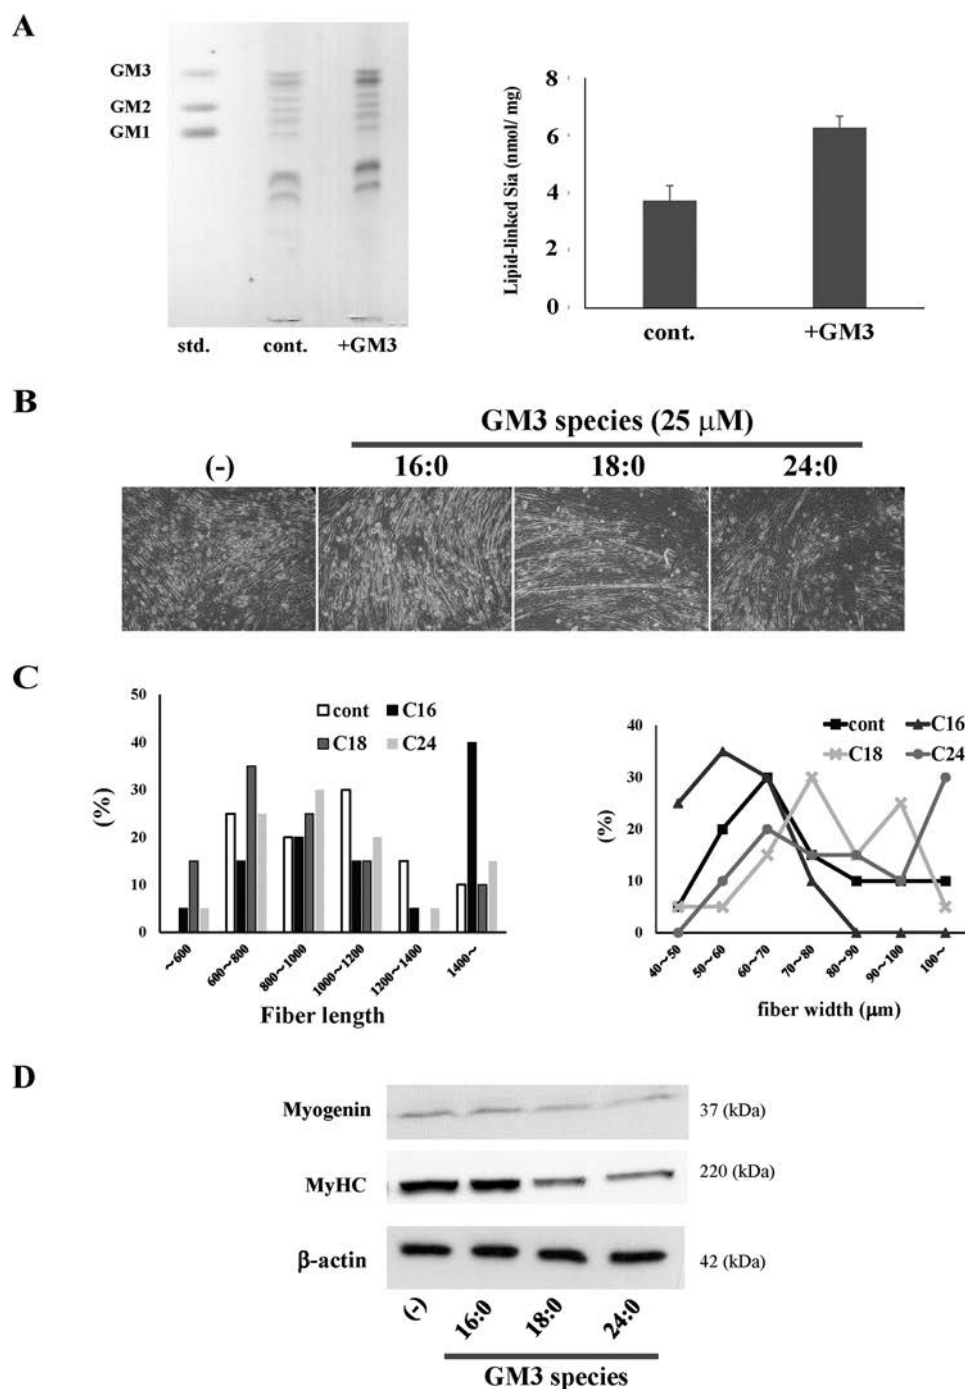 A
GM3
GM2
GM1
std. cont. +GM3
Lipid-linked Sia (nmol/ mg)
8
6
4
2
0
cont. +GM3
B
GM3 species (25 μM)
(-) 16:0 18:0 24:0
C
50
40
30
20
10
0
(%)
cont C16
C18 C24
~600 600~800 800~1000 1000~1200 1200~1400 1400~
Fiber length
40
30
20
10
0
(%)
cont C16
C18 C24
40~50 50~60 60~70 70~80 80~90 90~100 100~
fiber width (μm)
D
Myogenin 37 (kDa)
MyHC 220 (kDa)
β-actin 42 (kDa)
(-) 16:0 18:0 24:0
GM3 species